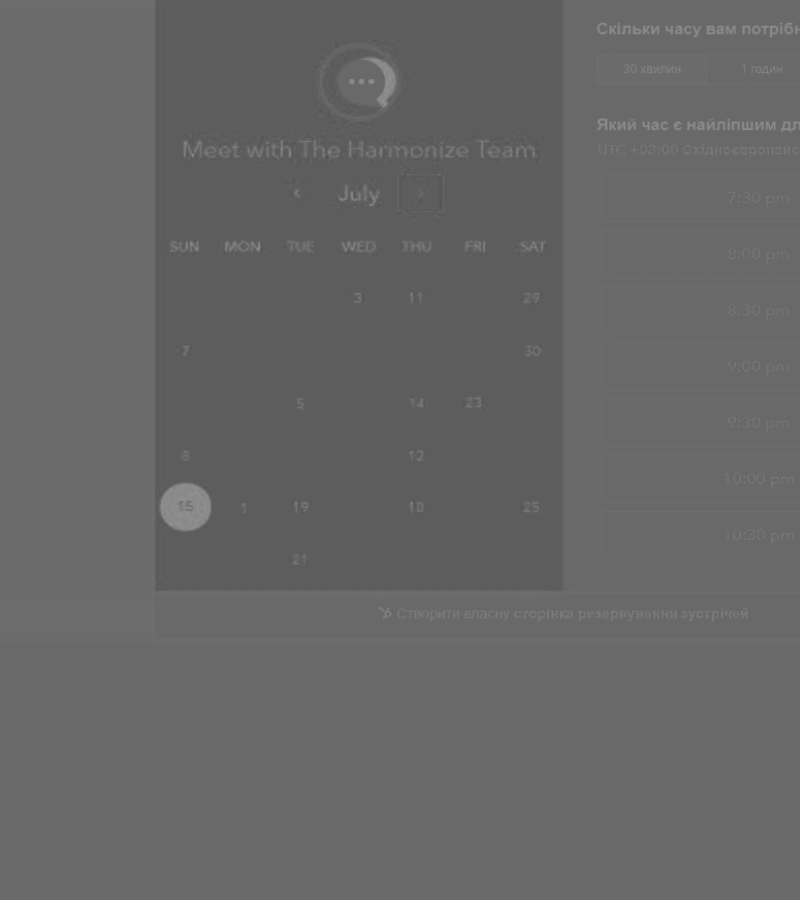 Meet with The Harmonize Team
July
SUN MON TUE WED THU FRI SAT
3 11 29
7 30
5 14 23
8 12
15 1 19 10 25
21
Скільки часу вам потрібн
30 хвилин 1 годин
Який час є найліпшим дл
UTC +03:00 Східноєвропейс
7:30 pm
8:00 pm
8:30 pm
9:00 pm
9:30 pm
10:00 pm
10:30 pm
Створити власну сторінка резервування зустрічей